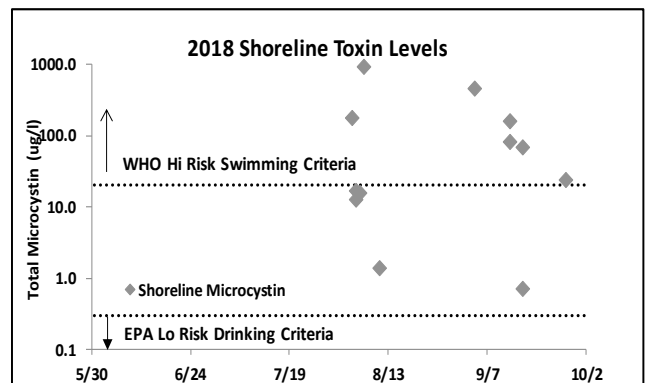 2018 Shoreline Toxin Levels
Total Microcystin (ug/l)
1000.0
100.0
10.0
1.0
0.1
WHO Hi Risk Swimming Criteria
Shoreline Microcystin
EPA Lo Risk Drinking Criteria
5/30 6/24 7/19 8/13 9/7 10/2